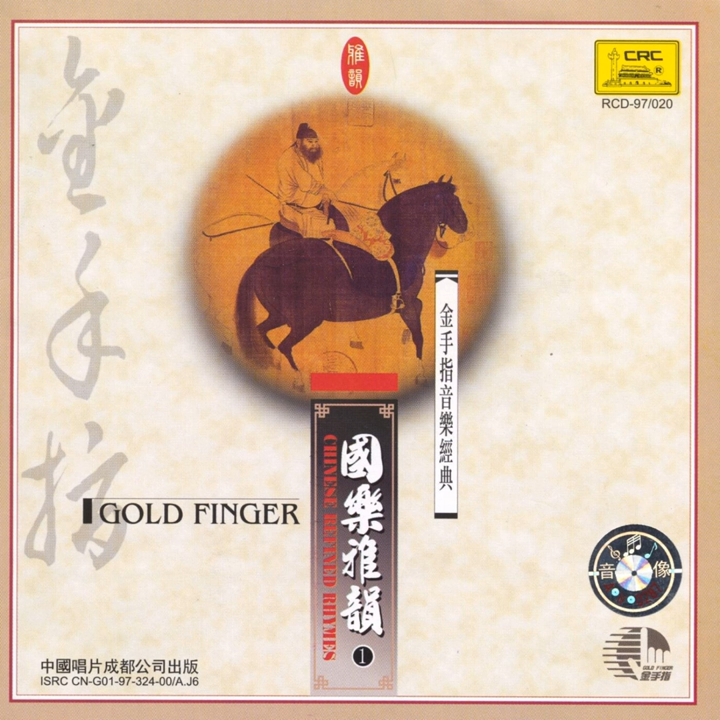 雅韻
CRC
®
RCD-97/020
金手指
金手指音樂經典
國樂雅韻
CHINESE REFINED RHYMES
1
GOLD FINGER
音像
中國唱片成都公司出版
ISRC CN-G01-97-324-00/A.J6
GOLD FINGER
金手指